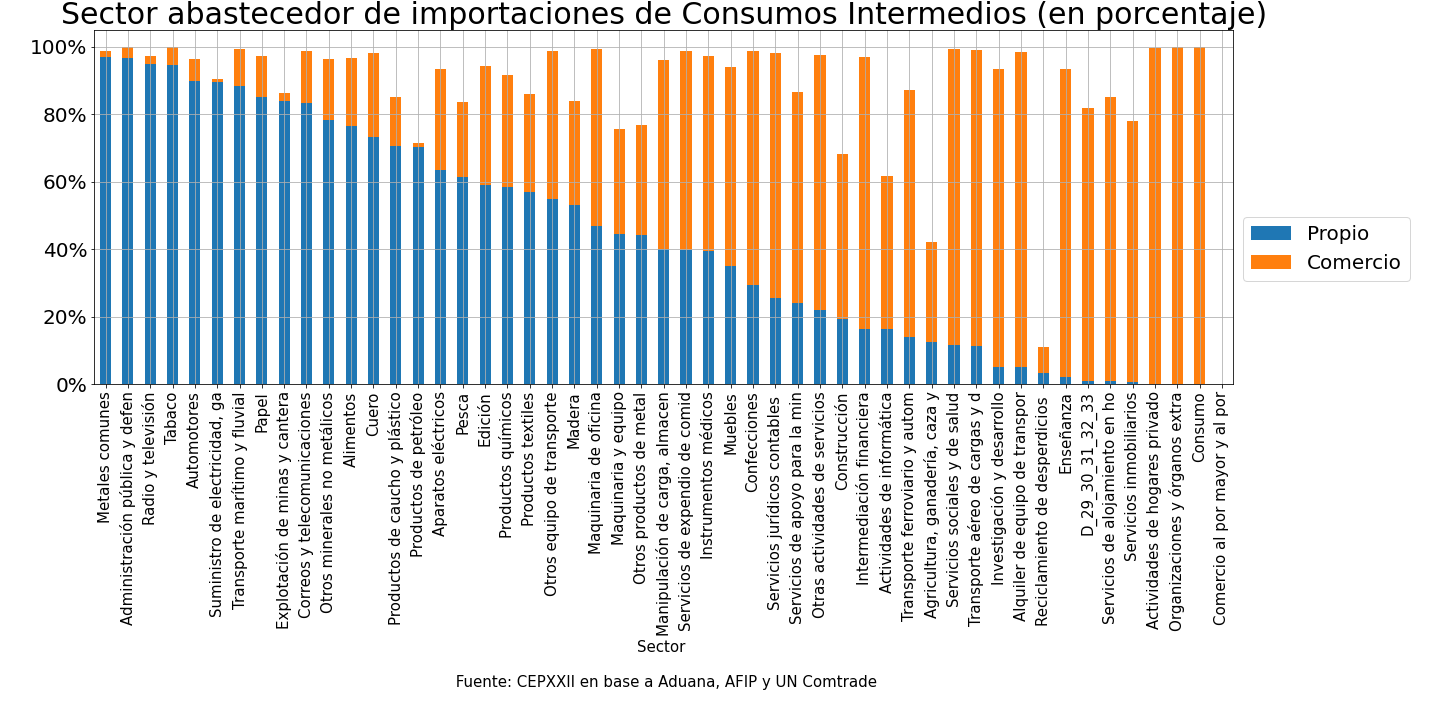 Sector abastecedor de importaciones de Consumos Intermedios (en porcentaje)
100%
80%
60%
40%
20%
0%
Propio
Comercio
Metales comunes
Administración pública y defen
Radio y televisión
Tabaco
Automotores
Suministro de electricidad, ga
Transporte marítimo y fluvial
Papel
Explotación de minas y cantera
Correos y telecomunicaciones
Otros minerales no metálicos
Alimentos
Cuero
Productos de caucho y plástico
Productos de petróleo
Aparatos eléctricos
Pesca
Edición
Productos químicos
Productos textiles
Otros equipo de transporte
Madera
Maquinaria de oficina
Maquinaria y equipo
Otros productos de metal
Manipulación de carga, almacen
Servicios de expendio de comid
Instrumentos médicos
Muebles
Confecciones
Servicios jurídicos contables
Servicios de apoyo para la min
Otras actividades de servicios
Construcción
Intermediación financiera
Actividades de informática
Transporte ferroviario y autom
Agricultura, ganadería, caza y
Servicios sociales y de salud
Transporte aéreo de cargas y d
Investigación y desarrollo
Alquiler de equipo de transpor
Reciclamiento de desperdicios
Enseñanza
D_29_30_31_32_33
Servicios de alojamiento en ho
Servicios inmobiliarios
Actividades de hogares privado
Organizaciones y órganos extra
Consumo
Comercio al por mayor y al por
Sector
Fuente: CEPXXII en base a Aduana, AFIP y UN Comtrade